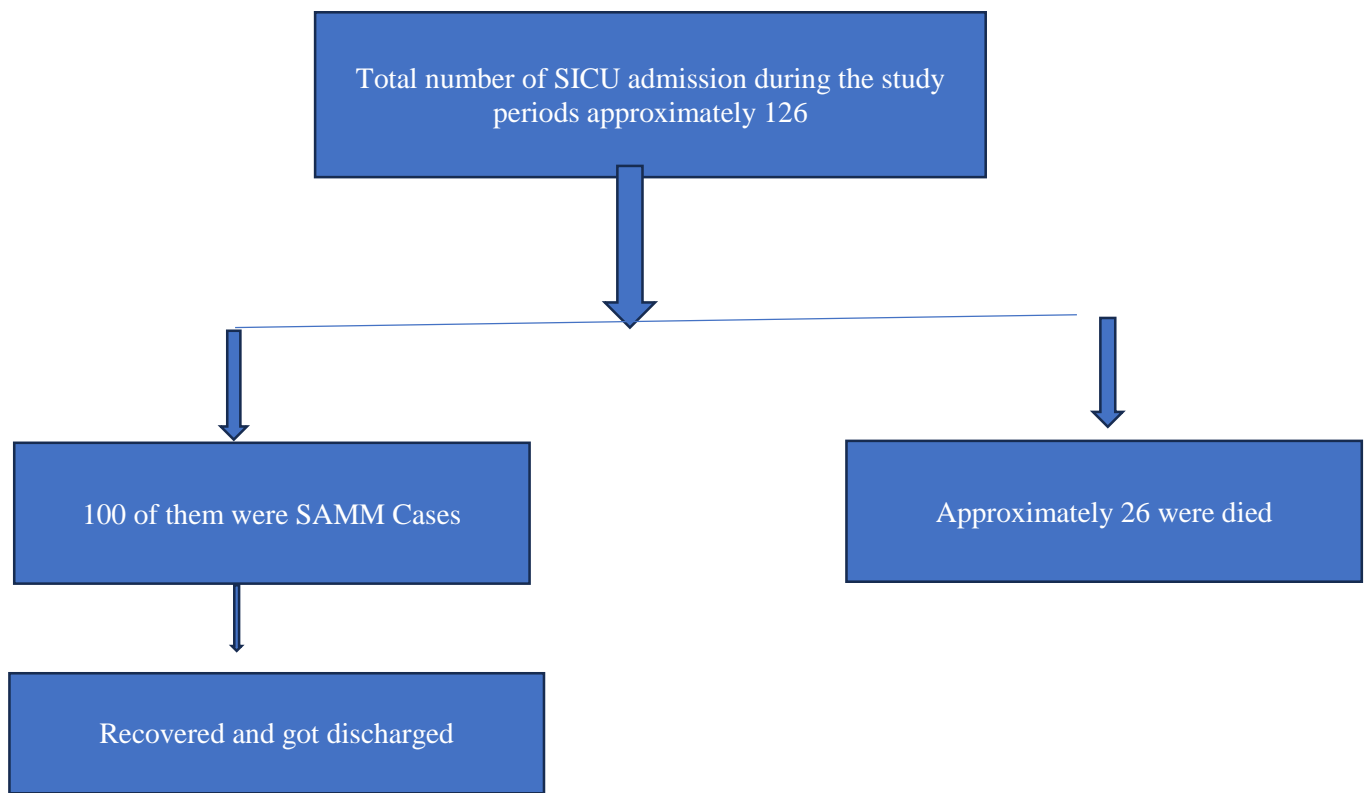 Total number of SICU admission during the study
periods approximately 126
100 of them were SAMM Cases
Approximately 26 were died
Recovered and got discharged